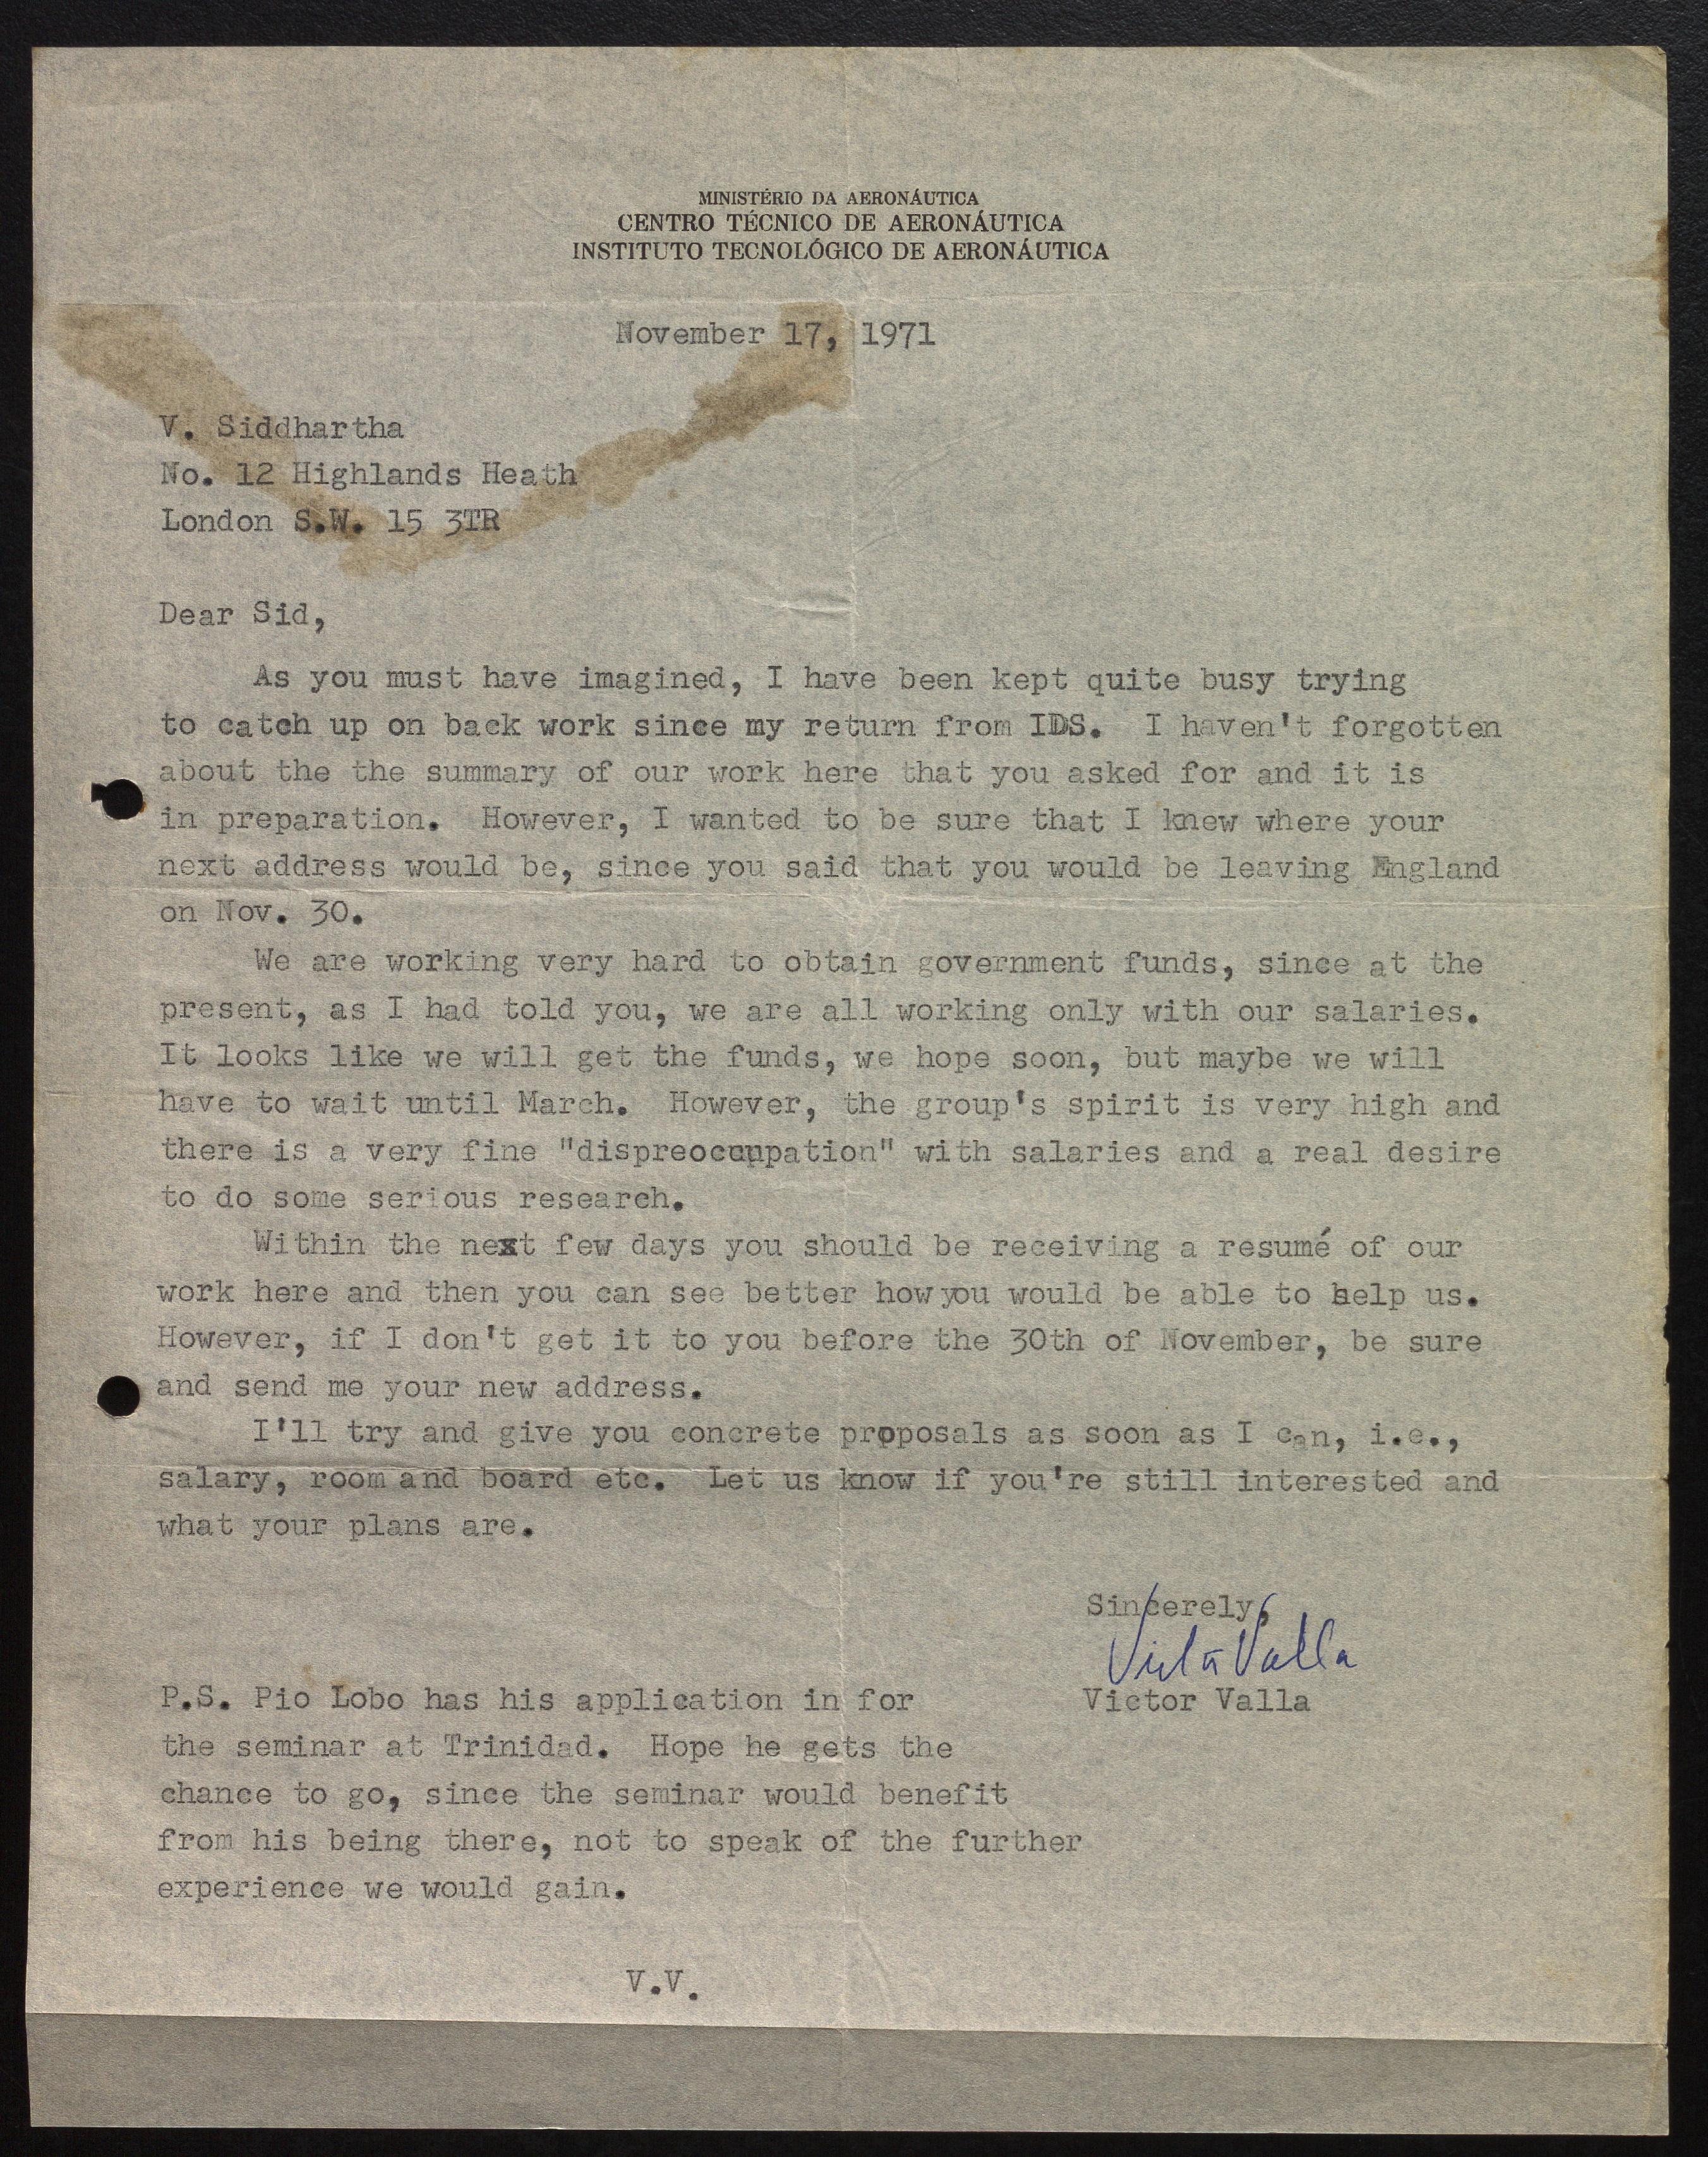 MINISTÉRIO DA AERONÁUTICA
CENTRO TÉCNICO DE AERONÁUTICA
INSTITUTO TECNOLÓGICO DE AERONÁUTICA
November 17, 1971
V. Siddhartha
No. 12 Highlands Heath
London S.W. 15 3TR
Dear Sid,
As you must have imagined, I have been kept quite busy trying
to catch up on back work since my return from IDS. I haven't forgotten
about the the summary of our work here that you asked for and it is
in preparation. However, I wanted to be sure that I knew where your
next address would be, since you said that you would be leaving England
on Nov. 30.
We are working very hard to obtain government funds, since at the
present, as I had told you, we are all working only with our salaries.
It looks like we will get the funds, we hope soon, but maybe we will
have to wait until March. However, the group's spirit is very high and
there is a very fine "dispreoccupation" with salaries and a real desire
to do some serious research.
Within the next few days you should be receiving a resumé of our
work here and then you can see better how you would be able to help us.
However, if I don't get it to you before the 30th of November, be sure
and send me your new address.
I'll try and give you concrete proposals as soon as I can, i.e.,
salary, room and board etc. Let us know if you're still interested and
what your plans are.
Sincerely,
Victor Valla
Victor Valla
P.S. Pio Lobo has his application in for
the seminar at Trinidad. Hope he gets the
chance to go, since the seminar would benefit
from his being there, not to speak of the further
experience we would gain.
V.V.